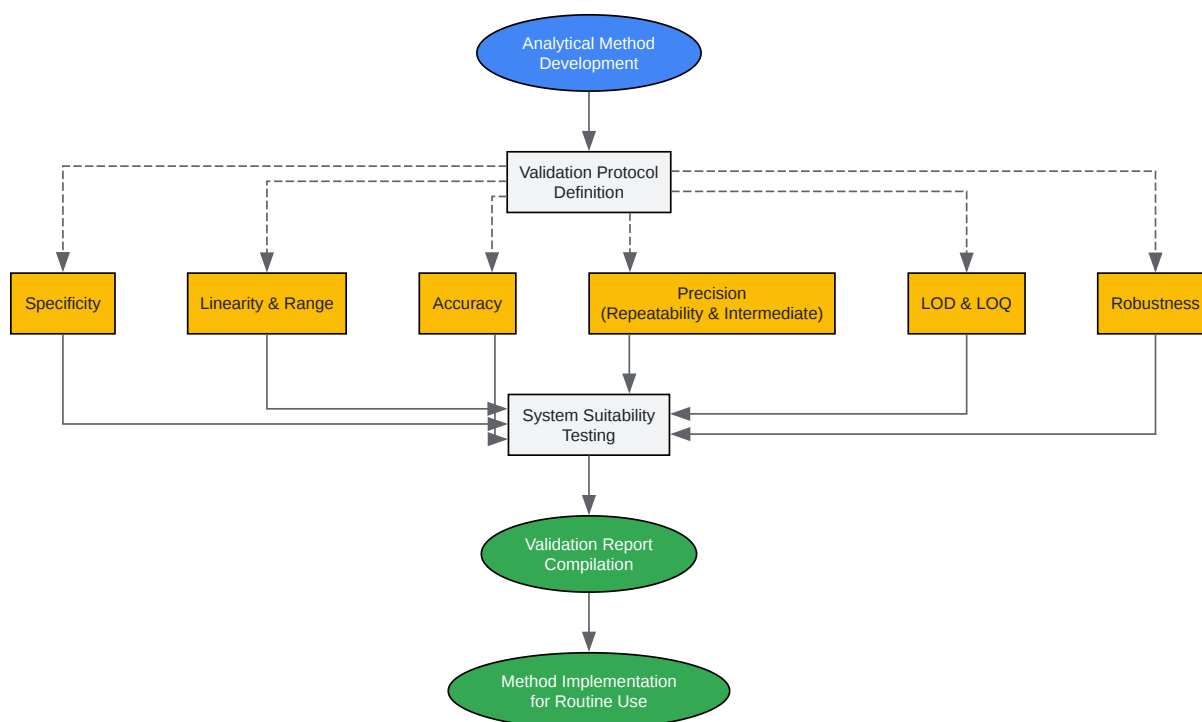 Analytical Method
Development
Validation Protocol
Definition
Specificity
Linearity & Range
Accuracy
Precision
(Repeatability & Intermediate)
LOD & LOQ
Robustness
System Suitability
Testing
Validation Report
Compilation
Method Implementation
for Routine Use